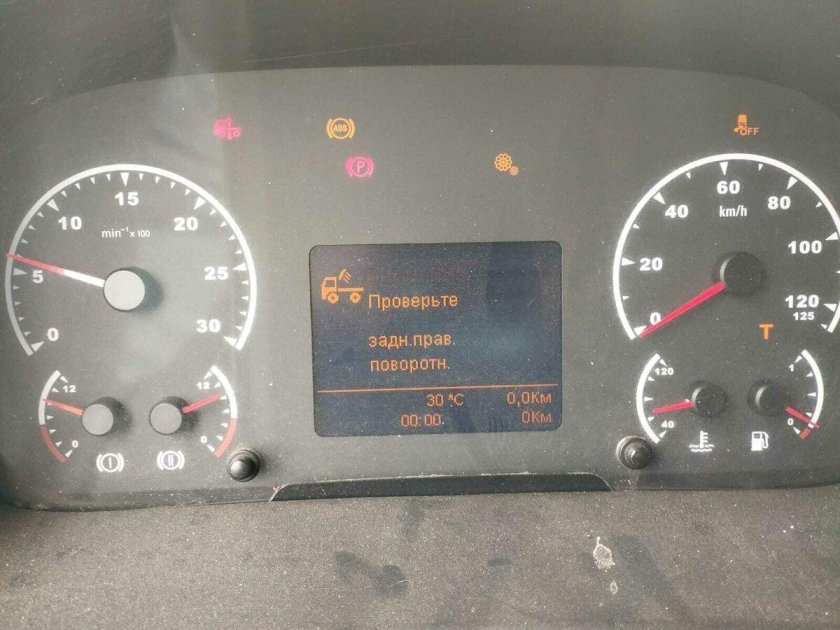 ABS
P
OFF
0
5
10
15
20
25
30
min⁻¹ x 100
0
20
40
60
80
100
120
125
km/h
T
Проверьте
задн.прав.
поворотн.
30 °C 0,0Км
00:00. 0Км
12
0
12
0
120
40
1
0